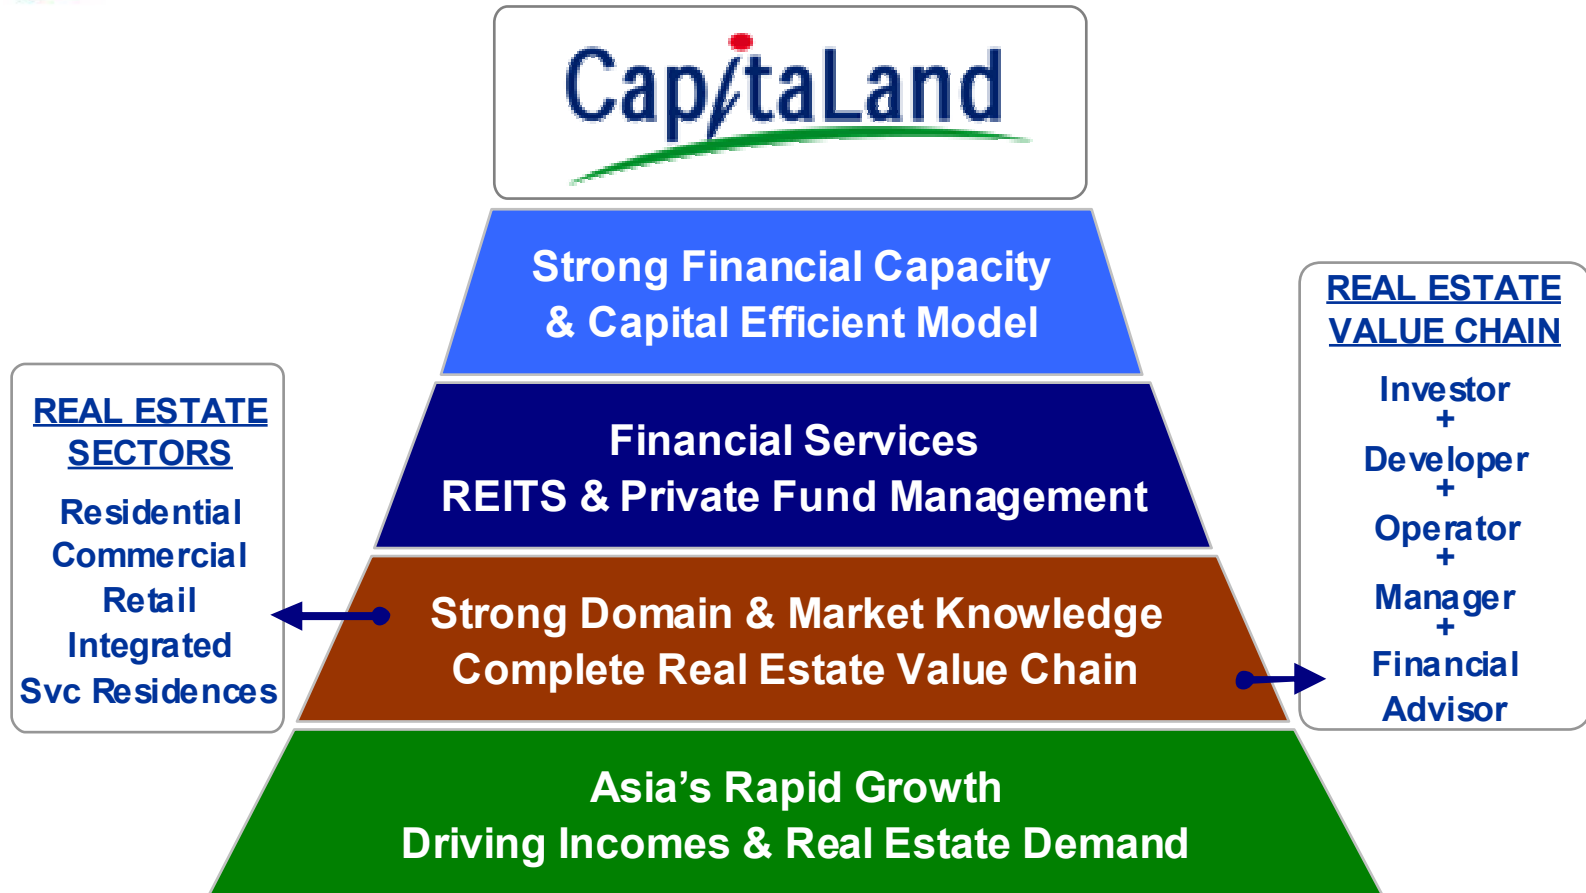 CapitaLand
Strong Financial Capacity
& Capital Efficient Model
Financial Services
REITS & Private Fund Management
Strong Domain & Market Knowledge
Complete Real Estate Value Chain
Asia’s Rapid Growth
Driving Incomes & Real Estate Demand
REAL ESTATE
SECTORS
Residential
Commercial
Retail
Integrated
Svc Residences
REAL ESTATE
VALUE CHAIN
Investor
+
Developer
+
Operator
+
Manager
+
Financial
Advisor